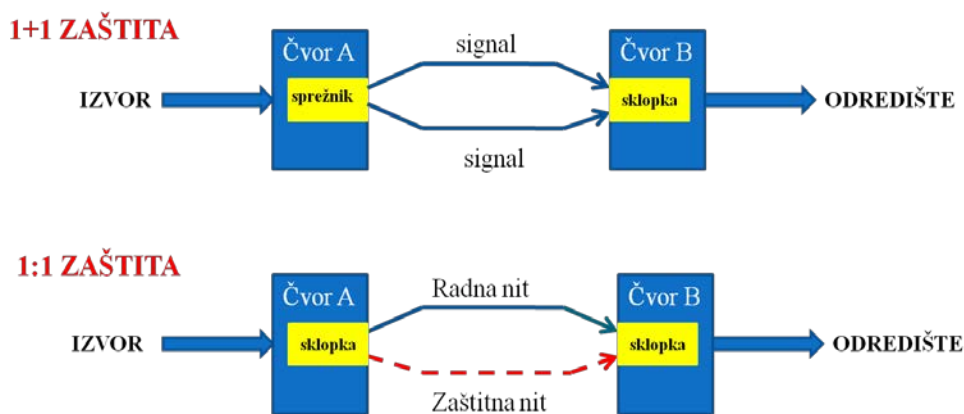 1+1 ZAŠTITA
Čvor A
signal
Čvor B
IZVOR
sprežnik
sklopka
ODREDIŠTE
signal
1:1 ZAŠTITA
Čvor A
Radna nit
Čvor B
IZVOR
sklopka
sklopka
ODREDIŠTE
Zaštitna nit